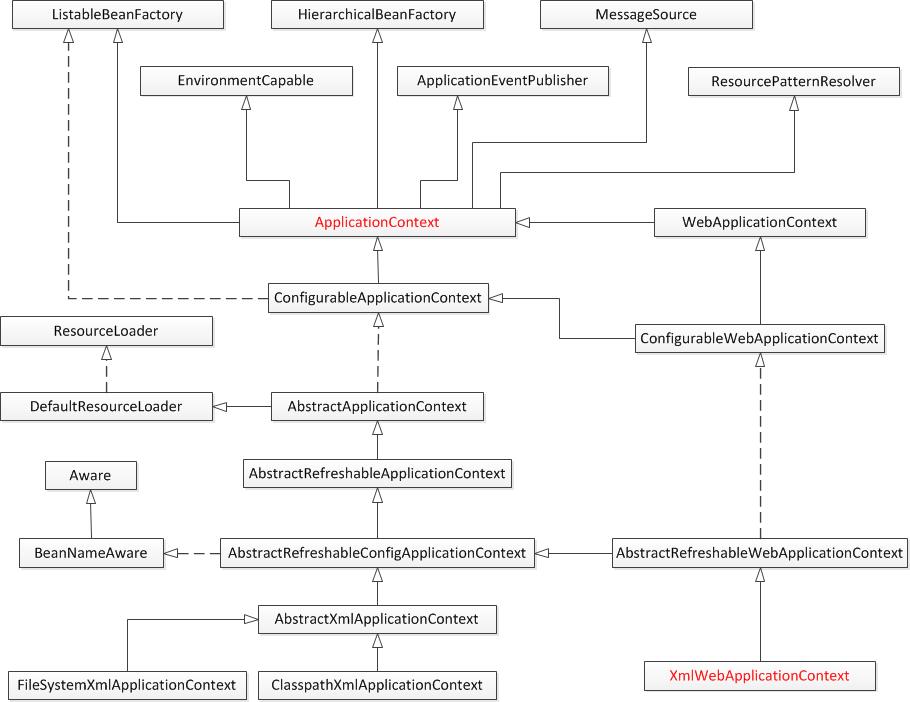 ListableBeanFactory
HierarchicalBeanFactory
MessageSource
EnvironmentCapable
ApplicationEventPublisher
ResourcePatternResolver
ApplicationContext
WebApplicationContext
ConfigurableApplicationContext
ResourceLoader
ConfigurableWebApplicationContext
DefaultResourceLoader
AbstractApplicationContext
Aware
AbstractRefreshableApplicationContext
BeanNameAware
AbstractRefreshableConfigApplicationContext
AbstractRefreshableWebApplicationContext
AbstractXmlApplicationContext
FileSystemXmlApplicationContext
ClasspathXmlApplicationContext
XmlWebApplicationContext